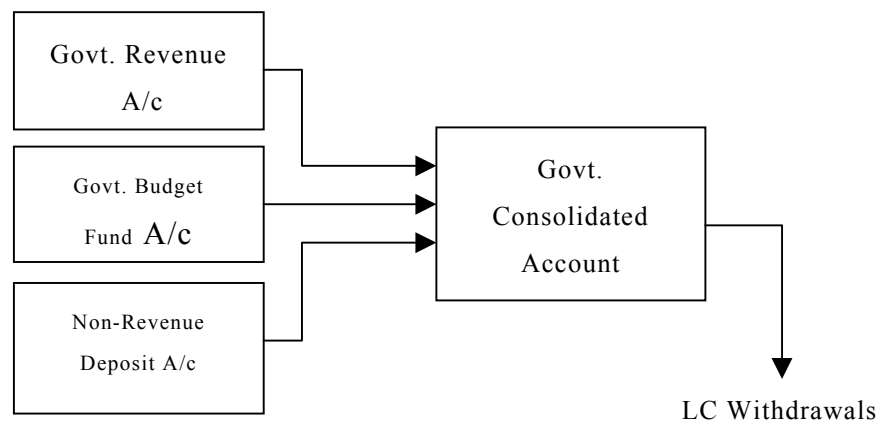 Govt. Revenue
A/c
Govt. Budget
Fund A/c
Non-Revenue
Deposit A/c
Govt.
Consolidated
Account
LC Withdrawals